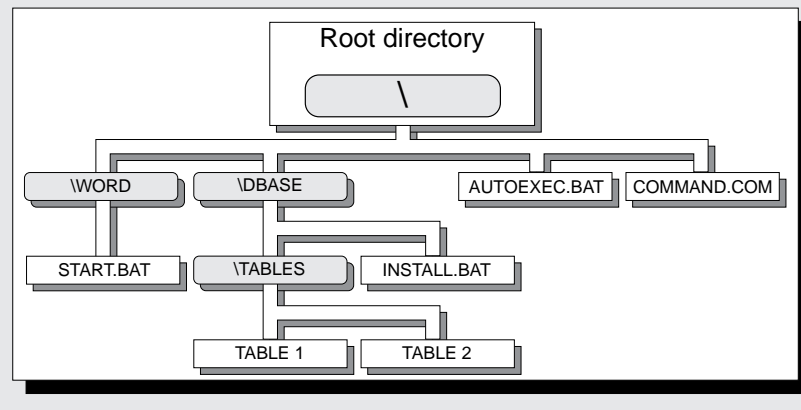 Root directory
\
\WORD
\DBASE
AUTOEXEC.BAT
COMMAND.COM
START.BAT
\TABLES
INSTALL.BAT
TABLE 1
TABLE 2